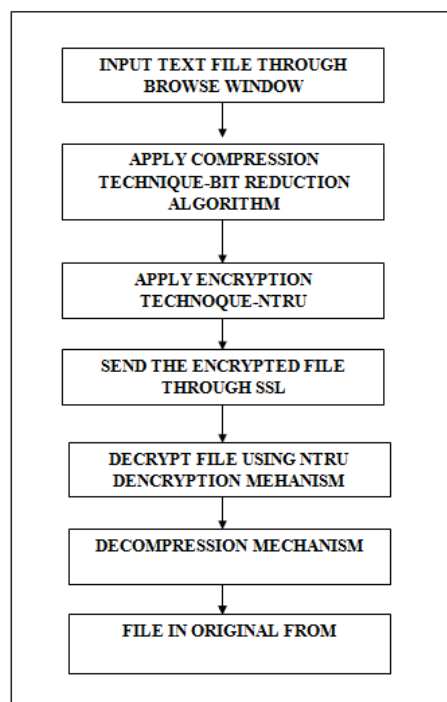 INPUT TEXT FILE THROUGH
BROWSE WINDOW
APPLY COMPRESSION
TECHNIQUE-BIT REDUCTION
ALGORITHM
APPLY ENCRYPTION
TECHNOQUE-NTRU
SEND THE ENCRYPTED FILE
THROUGH SSL
DECRYPT FILE USING NTRU
DENCRYPTION MEHANISM
DECOMPRESSION MECHANISM
FILE IN ORIGINAL FROM